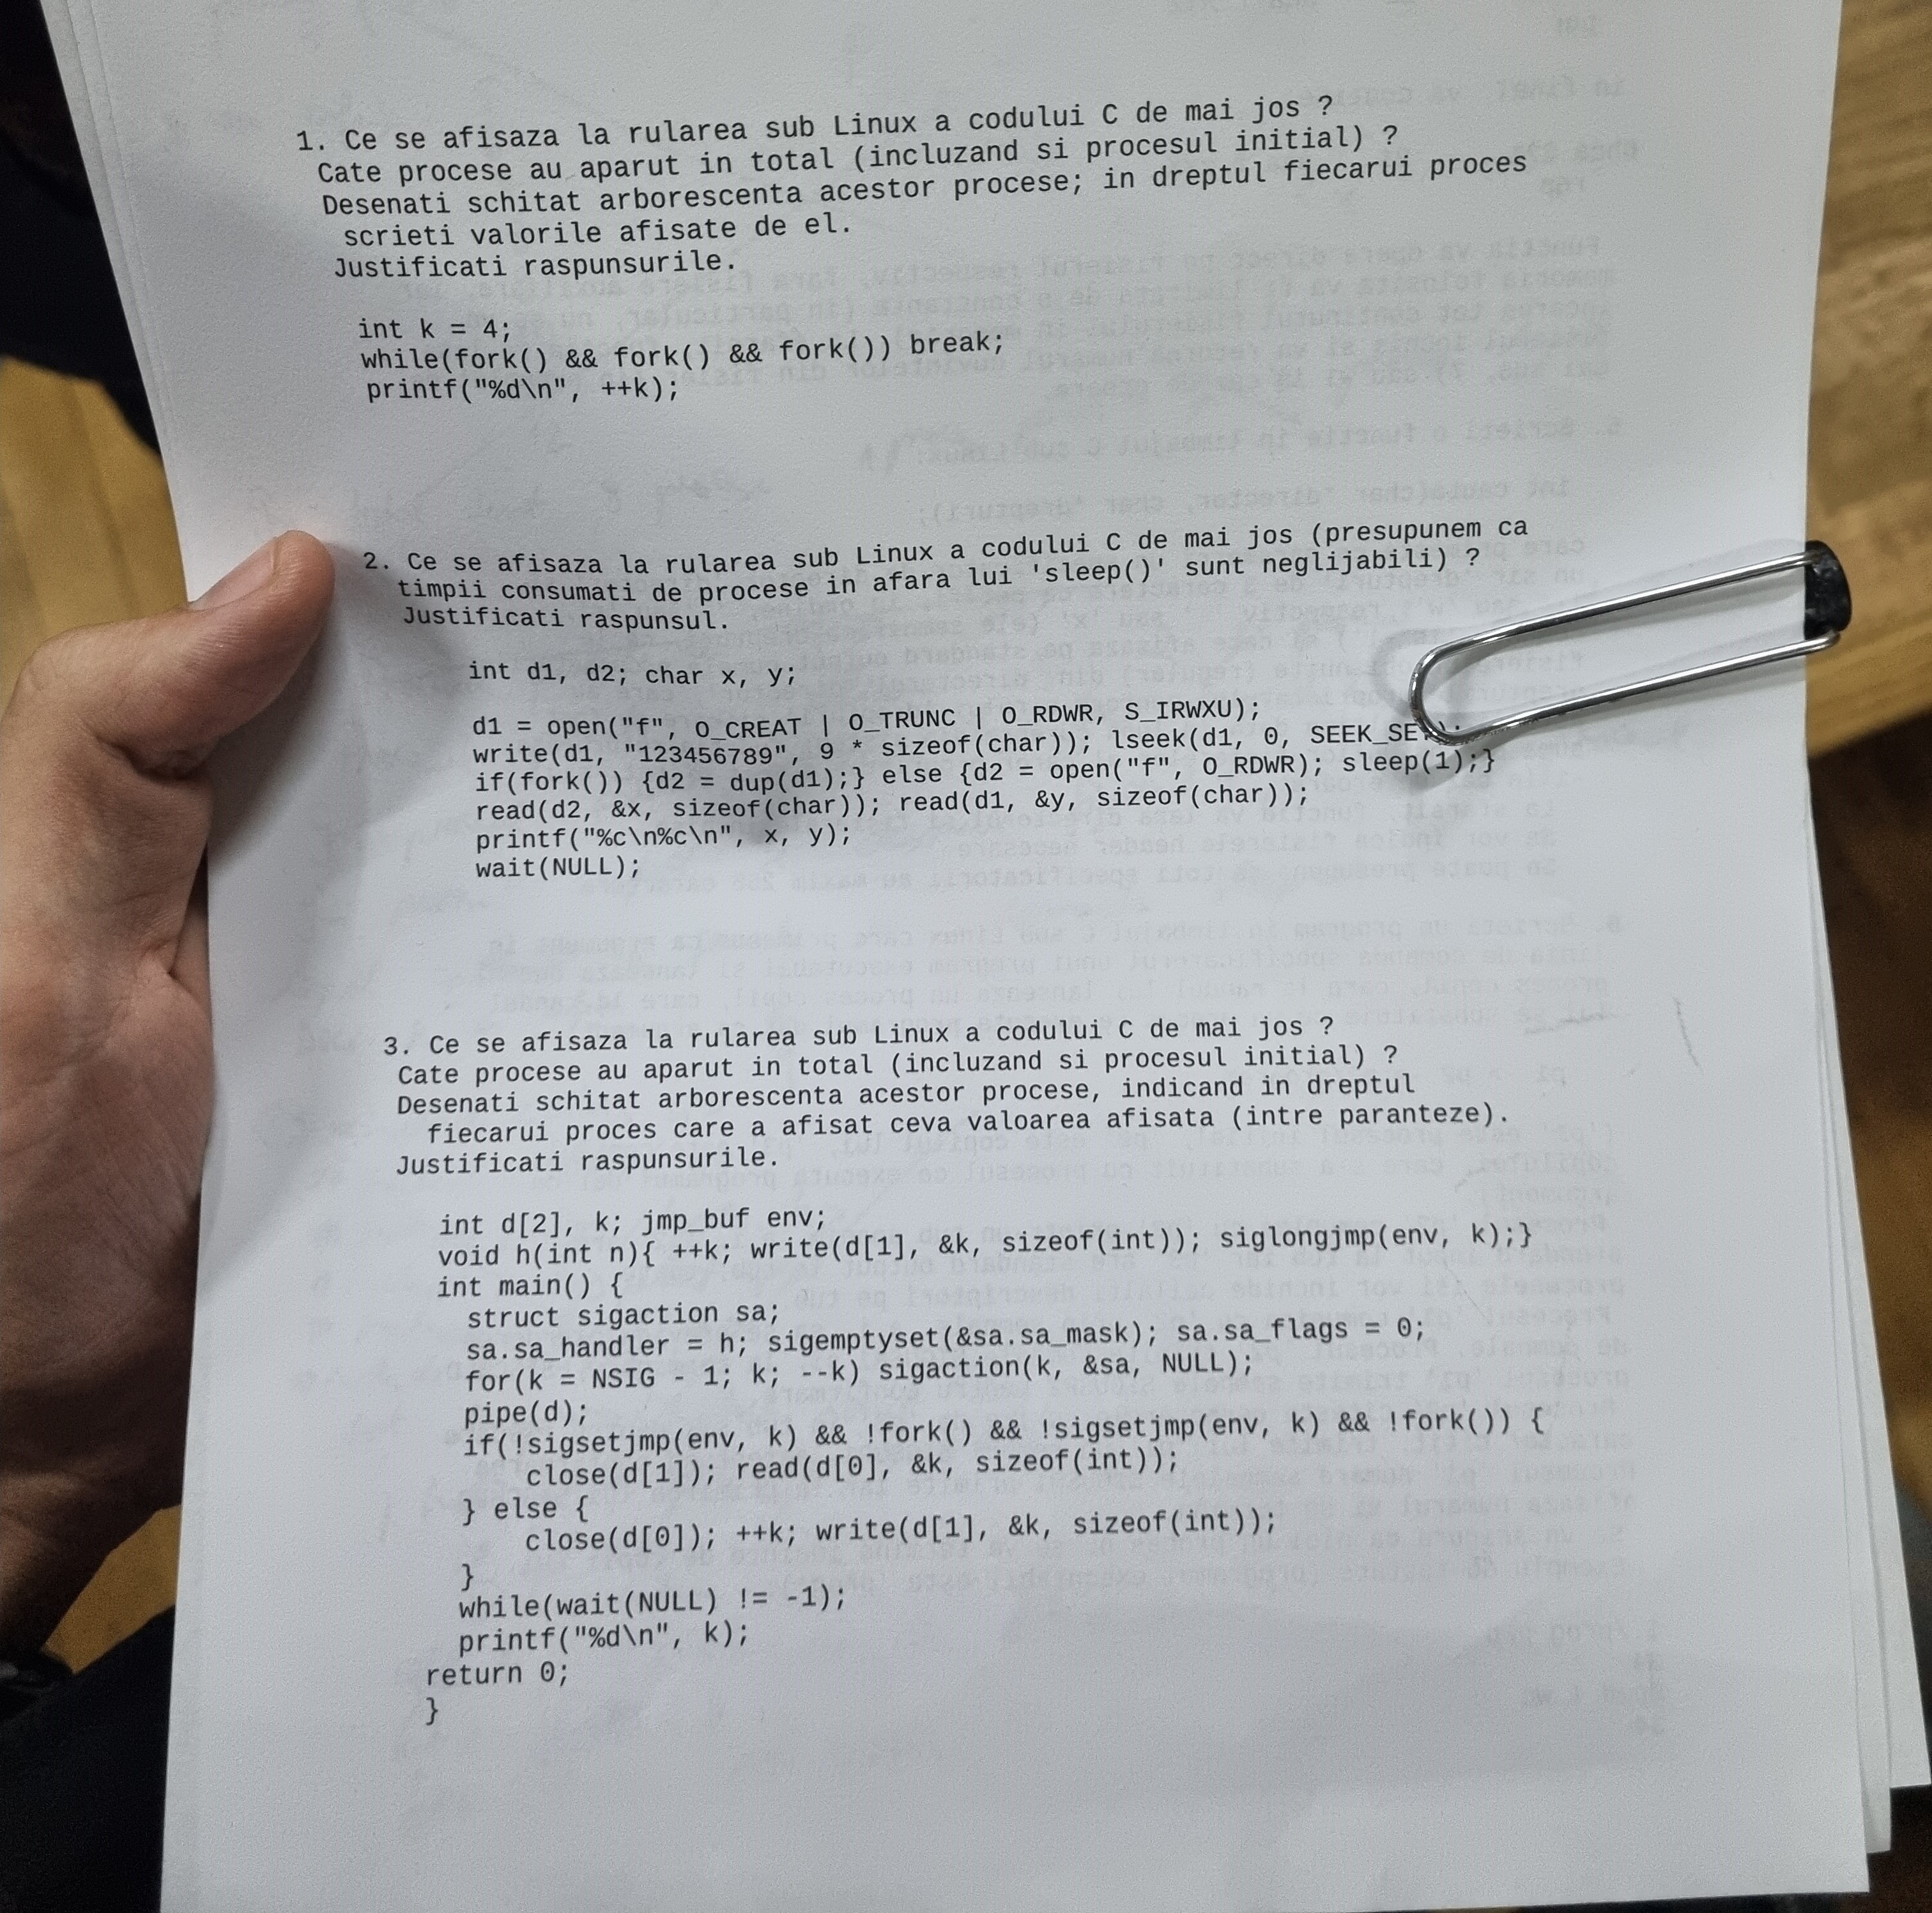 1. Ce se afisaza la rularea sub Linux a codului C de mai jos ?
Cate procese au aparut in total (incluzand si procesul initial) ?
Desenati schitat arborescenta acestor procese; in dreptul fiecarui proces
scrieti valorile afisate de el.
Justificati raspunsurile.
int k = 4;
while(fork() && fork() && fork()) break;
printf("%d\n", ++k);
2. Ce se afisaza la rularea sub Linux a codului C de mai jos (presupunem ca
timpii consumati de procese in afara lui 'sleep()' sunt neglijabili) ?
Justificati raspunsul.
int d1, d2; char x, y;
d1 = open("f", O_CREAT | O_TRUNC | O_RDWR, S_IRWXU);
write(d1, "123456789", 9 * sizeof(char)); lseek(d1, 0, SEEK_SET);
if(fork()) {d2 = dup(d1);} else {d2 = open("f", O_RDWR); sleep(1);}
read(d2, &x, sizeof(char)); read(d1, &y, sizeof(char));
printf("%c\n%c\n", x, y);
wait(NULL);
3. Ce se afisaza la rularea sub Linux a codului C de mai jos ?
Cate procese au aparut in total (incluzand si procesul initial) ?
Desenati schitat arborescenta acestor procese, indicand in dreptul
fiecarui proces care a afisat ceva valoarea afisata (intre paranteze).
Justificati raspunsurile.
int d[2], k; jmp_buf env;
void h(int n){ ++k; write(d[1], &k, sizeof(int)); siglongjmp(env, k);}
int main() {
struct sigaction sa;
sa.sa_handler = h; sigemptyset(&sa.sa_mask); sa.sa_flags = 0;
for(k = NSIG - 1; k; --k) sigaction(k, &sa, NULL);
pipe(d);
if(!sigsetjmp(env, k) && !fork() && !sigsetjmp(env, k) && !fork()) {
close(d[1]); read(d[0], &k, sizeof(int));
} else {
close(d[0]); ++k; write(d[1], &k, sizeof(int));
}
while(wait(NULL) != -1);
printf("%d\n", k);
return 0;
}